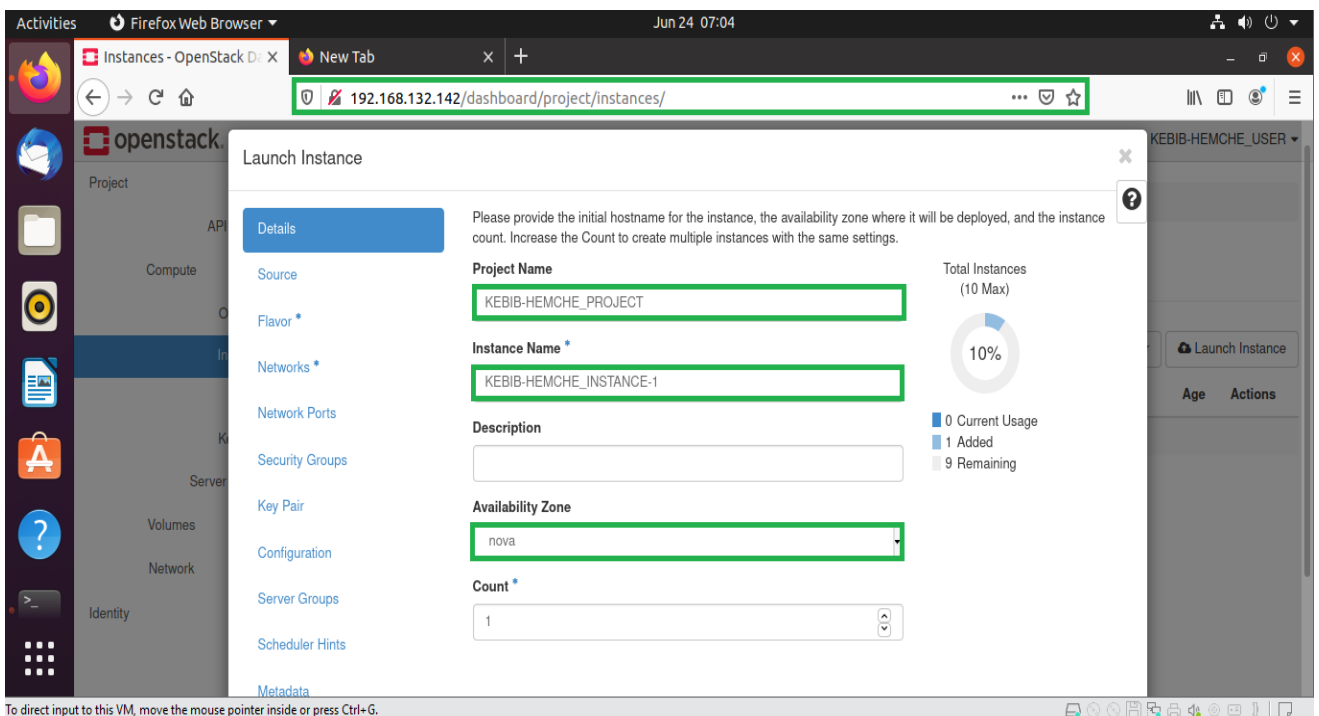 Activities
Firefox Web Browser
Jun 24 07:04
Instances - OpenStack Da
New Tab
192.168.132.142/dashboard/project/instances/
openstack.
KEBIB-HEMCHE_USER
Launch Instance
Project
API
Compute
O
In
K
Server
Volumes
Network
Identity
Details
Source
Flavor *
Networks *
Network Ports
Security Groups
Key Pair
Configuration
Server Groups
Scheduler Hints
Metadata
Please provide the initial hostname for the instance, the availability zone where it will be deployed, and the instance
count. Increase the Count to create multiple instances with the same settings.
Project Name
KEBIB-HEMCHE_PROJECT
Instance Name *
KEBIB-HEMCHE_INSTANCE-1
Description
Availability Zone
nova
Count *
1
Total Instances
(10 Max)
10%
0 Current Usage
1 Added
9 Remaining
Launch Instance
Age Actions
To direct input to this VM, move the mouse pointer inside or press Ctrl+G.